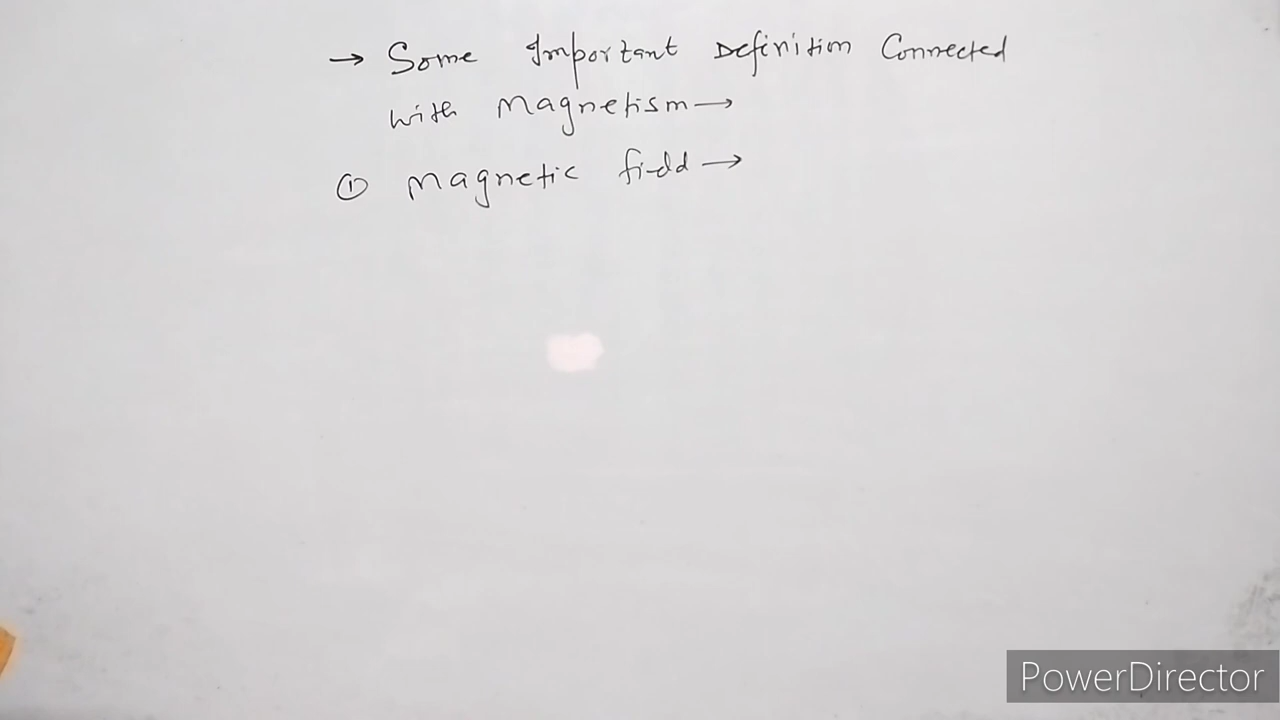 → Some Important Definition Connected
with Magnetism →
① Magnetic field →
PowerDirector